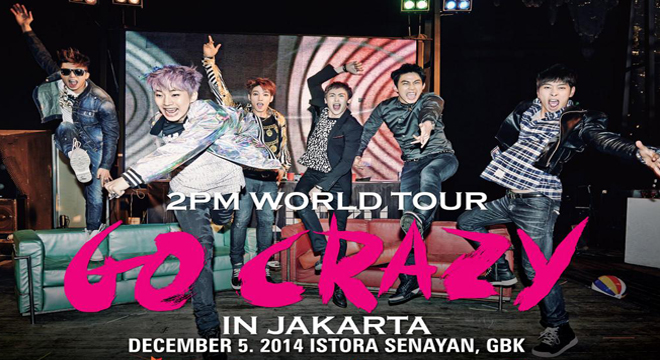 2PM WORLD TOUR
GO CRAZY
IN JAKARTA
DECEMBER 5. 2014 ISTORA SENAYAN, GBK